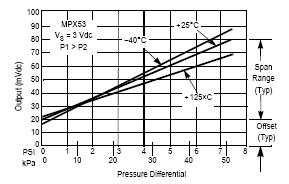 100
90
80
70
60
50
40
30
20
10
0
Output (mVdc)
MPX53
VS = 3 Vdc
P1 > P2
–40°C
+25°C
+125×C
Span
Range
(Typ)
Offset
(Typ)
PSI 0 1 2 3 4 5 6 7 8
kPa 0 10 20 30 40 50
Pressure Differential